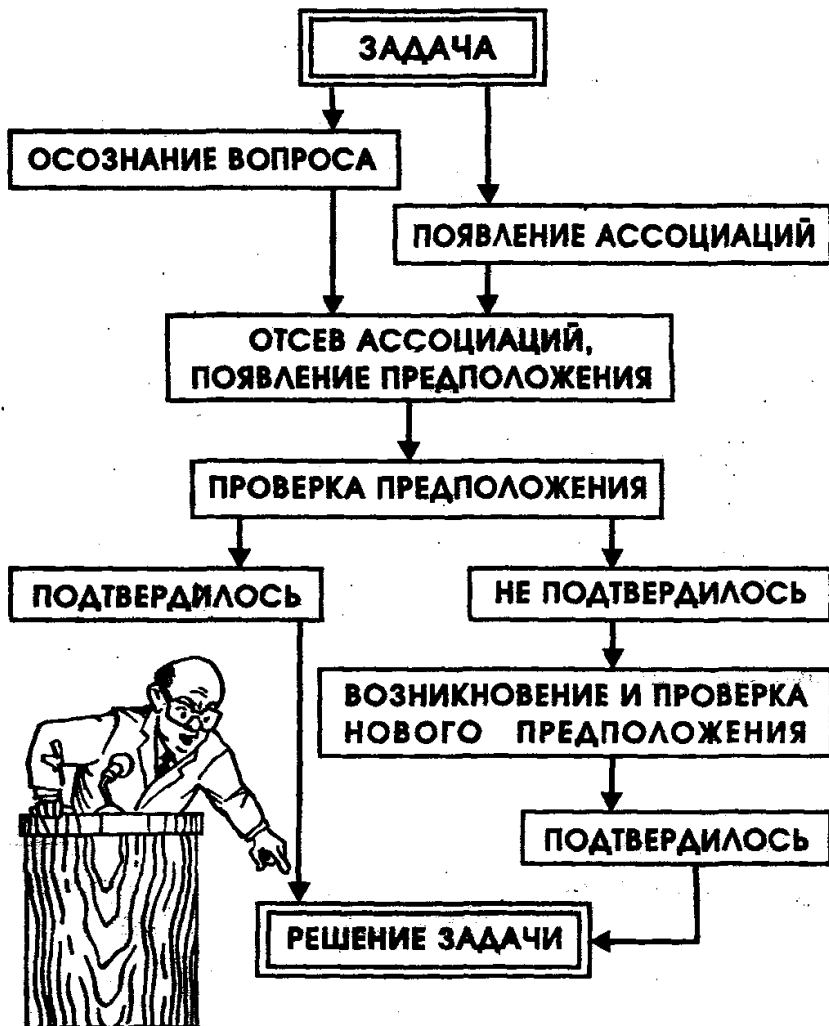 ЗАДАЧА
ОСОЗНАНИЕ ВОПРОСА
ПОЯВЛЕНИЕ АССОЦИАЦИЙ
ОТСЕВ АССОЦИАЦИЙ,
ПОЯВЛЕНИЕ ПРЕДПОЛОЖЕНИЯ
ПРОВЕРКА ПРЕДПОЛОЖЕНИЯ
ПОДТВЕРДИЛОСЬ
НЕ ПОДТВЕРДИЛОСЬ
ВОЗНИКНОВЕНИЕ И ПРОВЕРКА
НОВОГО ПРЕДПОЛОЖЕНИЯ
ПОДТВЕРДИЛОСЬ
РЕШЕНИЕ ЗАДАЧИ